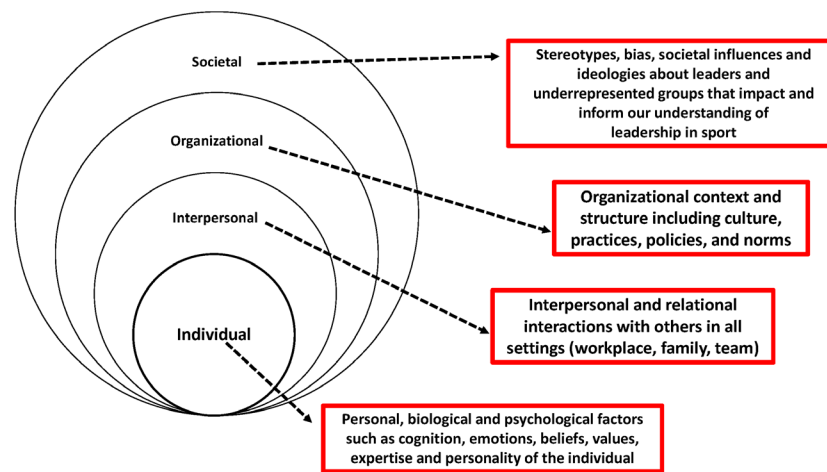 Societal
Stereotypes, bias, societal influences and
ideologies about leaders and
underrepresented groups that impact and
inform our understanding of
leadership in sport
Organizational
Organizational context and
structure including culture,
practices, policies, and norms
Interpersonal
Interpersonal and relational
interactions with others in all
settings (workplace, family, team)
Individual
Personal, biological and psychological factors
such as cognition, emotions, beliefs, values,
expertise and personality of the individual